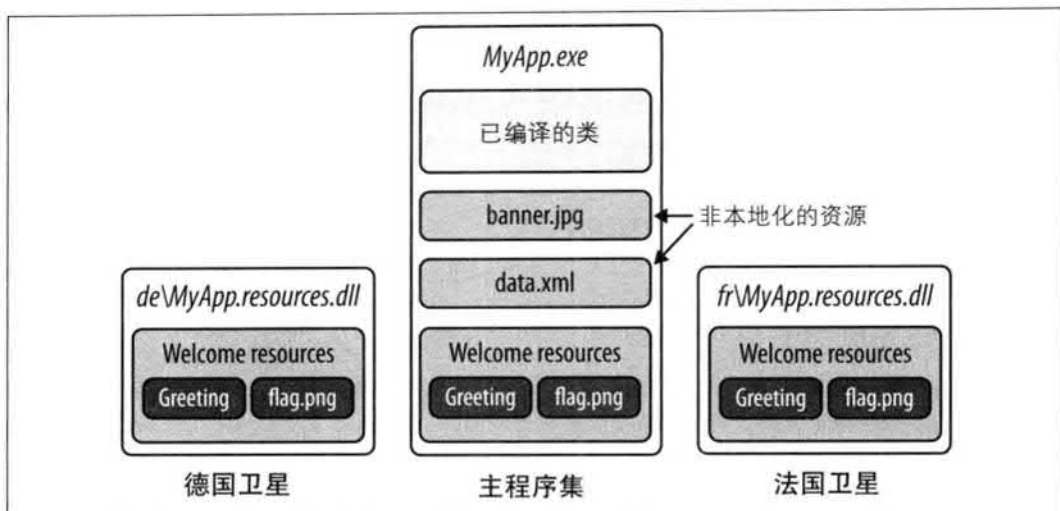 MyApp.exe
已编译的类
banner.jpg
非本地化的资源
data.xml
de\MyApp.resources.dll
Welcome resources
Greeting
flag.png
Welcome resources
Greeting
flag.png
fr\MyApp.resources.dll
Welcome resources
Greeting
flag.png
德国卫星
主程序集
法国卫星